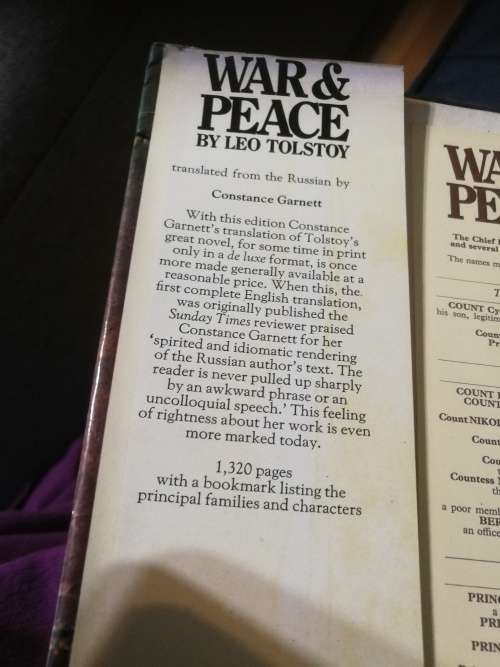 WAR &
PEACE
BY LEO TOLSTOY
translated from the Russian by
Constance Garnett
With this edition Constance
Garnett's translation of Tolstoy's
great novel, for some time in print
only in a de luxe format, is once
more made generally available at a
reasonable price. When this, the
first complete English translation,
was originally published the
Sunday Times reviewer praised
Constance Garnett for her
'spirited and idiomatic rendering
of the Russian author's text. The
reader is never pulled up sharply
by an awkward phrase or an
uncolloquial speech.' This feeling
of rightness about her work is even
more marked today.
1,320 pages
with a bookmark listing the
principal families and characters
WA
PE
The Chief
and several
The names m
COUNT Cy
his son, legitim
Coun
Pr
COUNT
COUNT
Count NIKOL
Count
Cou
Countess
th
a poor meml
BER
an office
PRINC
a
PRI
PRIN